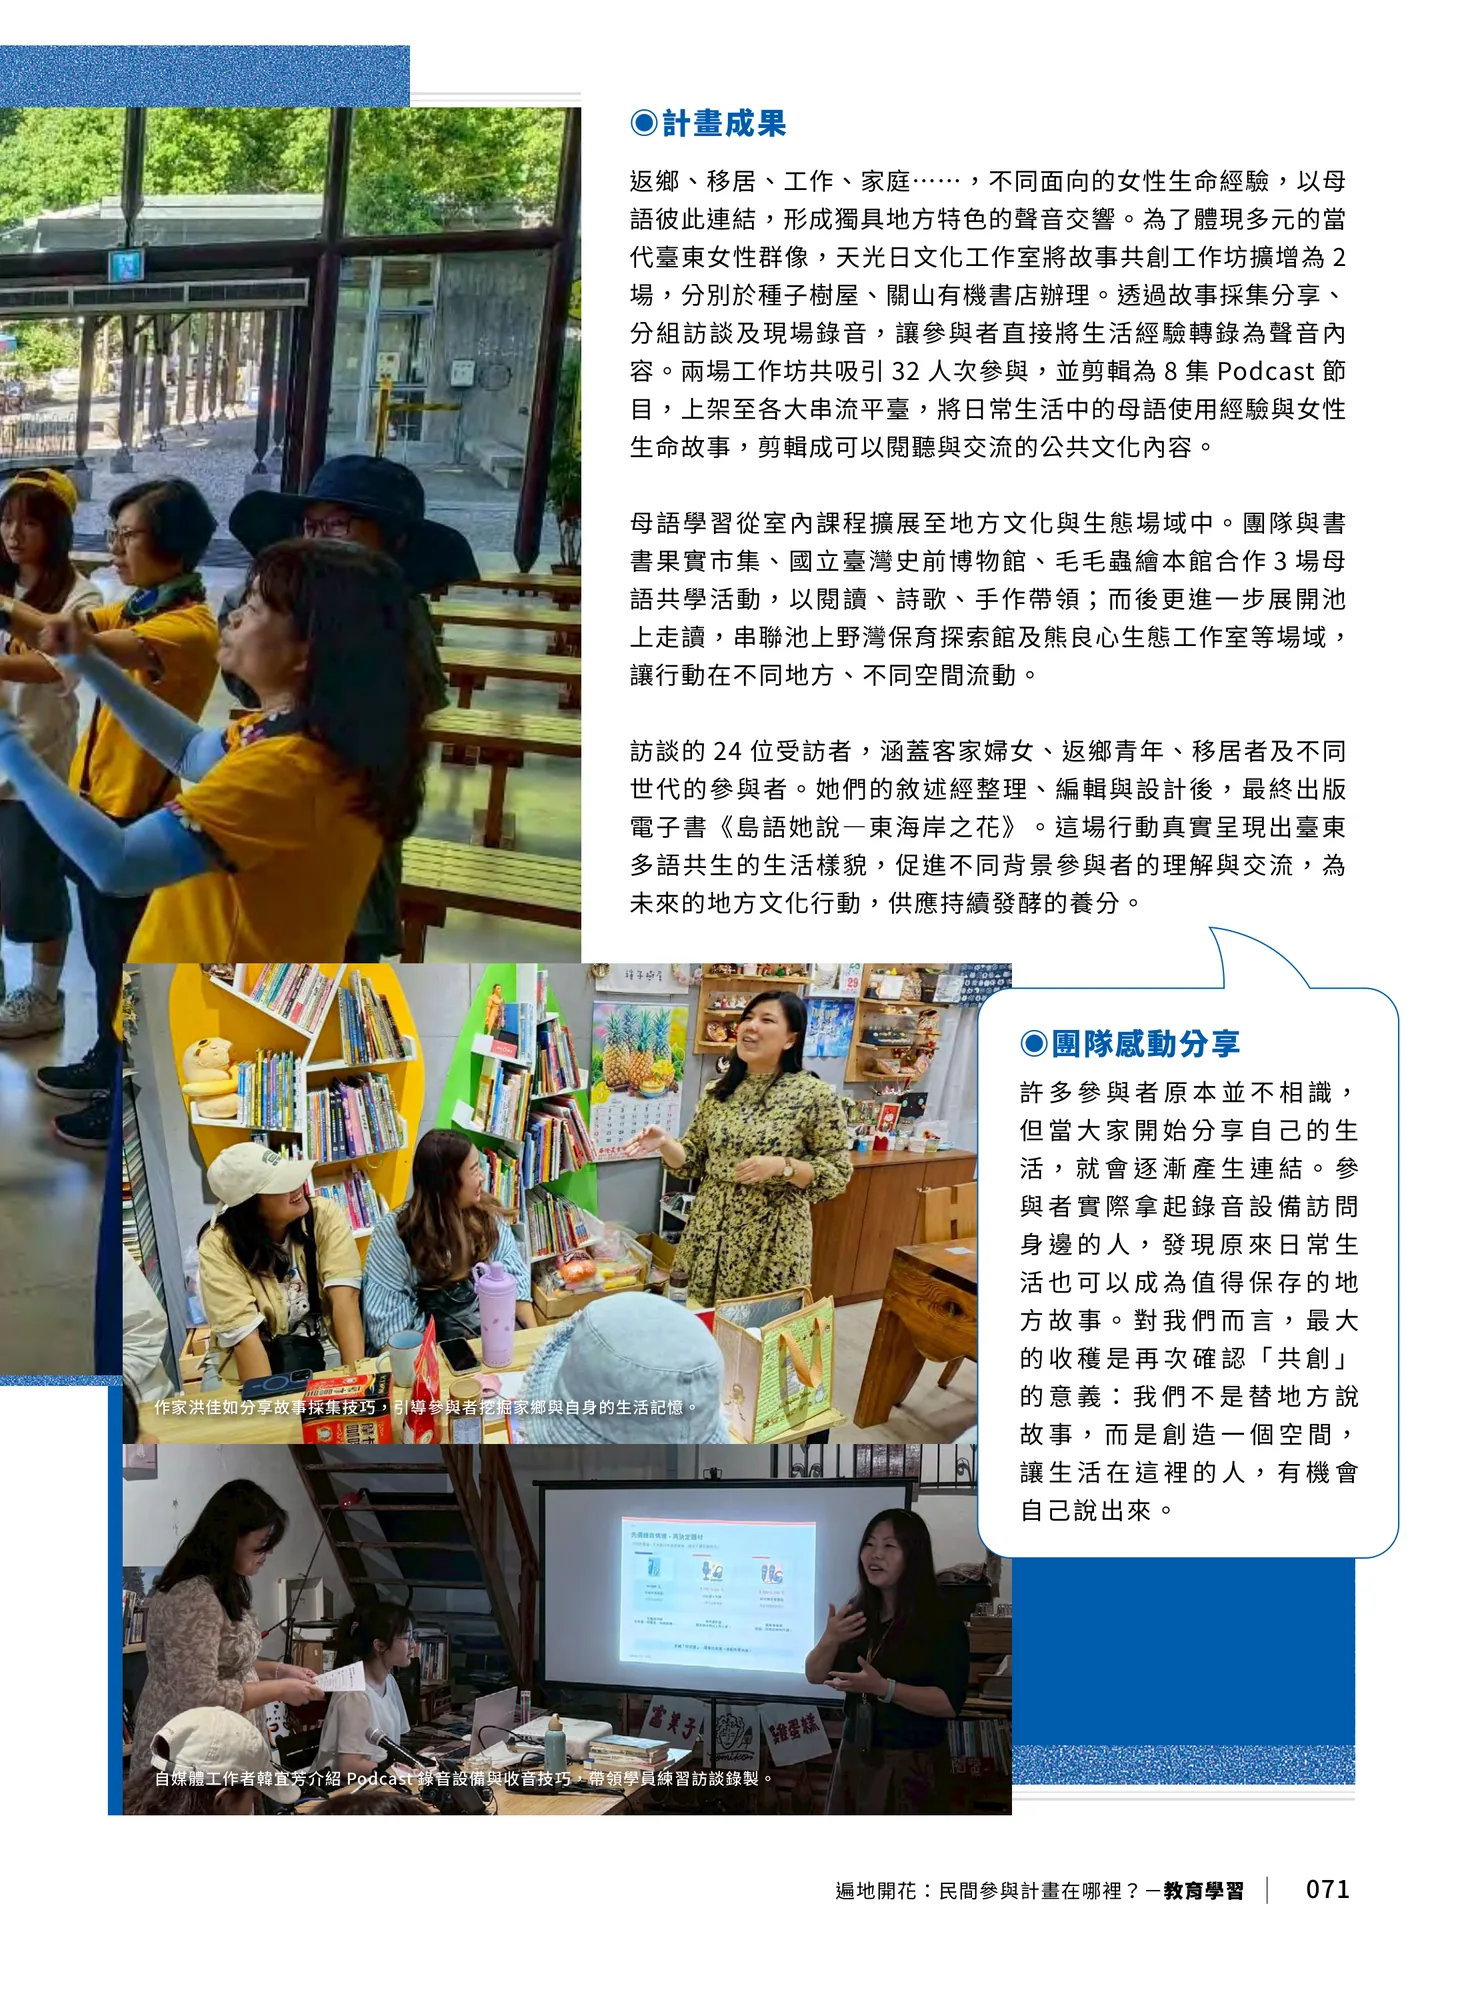 ◉計畫成果
返鄉、移居、工作、家庭⋯⋯，不同面向的女性生命經驗，以母
語彼此連結，形成獨具地方特色的聲音交響。為了體現多元的當
代臺東女性群像，天光日文化工作室將故事共創工作坊擴增為 2
場，分別於種子樹屋、關山有機書店辦理。透過故事採集分享、
分組訪談及現場錄音，讓參與者直接將生活經驗轉錄為聲音內
容。兩場工作坊共吸引 32 人次參與，並剪輯為 8 集 Podcast 節
目，上架至各大串流平臺，將日常生活中的母語使用經驗與女性
生命故事，剪輯成可以閱聽與交流的公共文化內容。
母語學習從室內課程擴展至地方文化與生態場域中。團隊與書
書果實市集、國立臺灣史前博物館、毛毛蟲繪本館合作 3 場母
語共學活動，以閱讀、詩歌、手作帶領；而後更進一步展開池
上走讀，串聯池上野灣保育探索館及熊良心生態工作室等場域，
讓行動在不同地方、不同空間流動。
訪談的 24 位受訪者，涵蓋客家婦女、返鄉青年、移居者及不同
世代的參與者。她們的敘述經整理、編輯與設計後，最終出版
電子書《島語她說—東海岸之花》。這場行動真實呈現出臺東
多語共生的生活樣貌，促進不同背景參與者的理解與交流，為
未來的地方文化行動，供應持續發酵的養分。
◉團隊感動分享
許多參與者原本並不相識，
但當大家開始分享自己的生
活，就會逐漸產生連結。參
與者實際拿起錄音設備訪問
身邊的人，發現原來日常生
活也可以成為值得保存的地
方故事。對我們而言，最大
的收穫是再次確認「共創」
的意義：我們不是替地方說
故事，而是創造一個空間，
讓生活在這裡的人，有機會
自己說出來。
作家洪佳如分享故事採集技巧，引導參與者挖掘家鄉與自身的生活記憶。
先選錄音情境，再決定器材
富美子
雞蛋糕
自媒體工作者韓宜芳介紹 Podcast 錄音設備與收音技巧，帶領學員練習訪談錄製。
遍地開花：民間參與計畫在哪裡？－教育學習
071